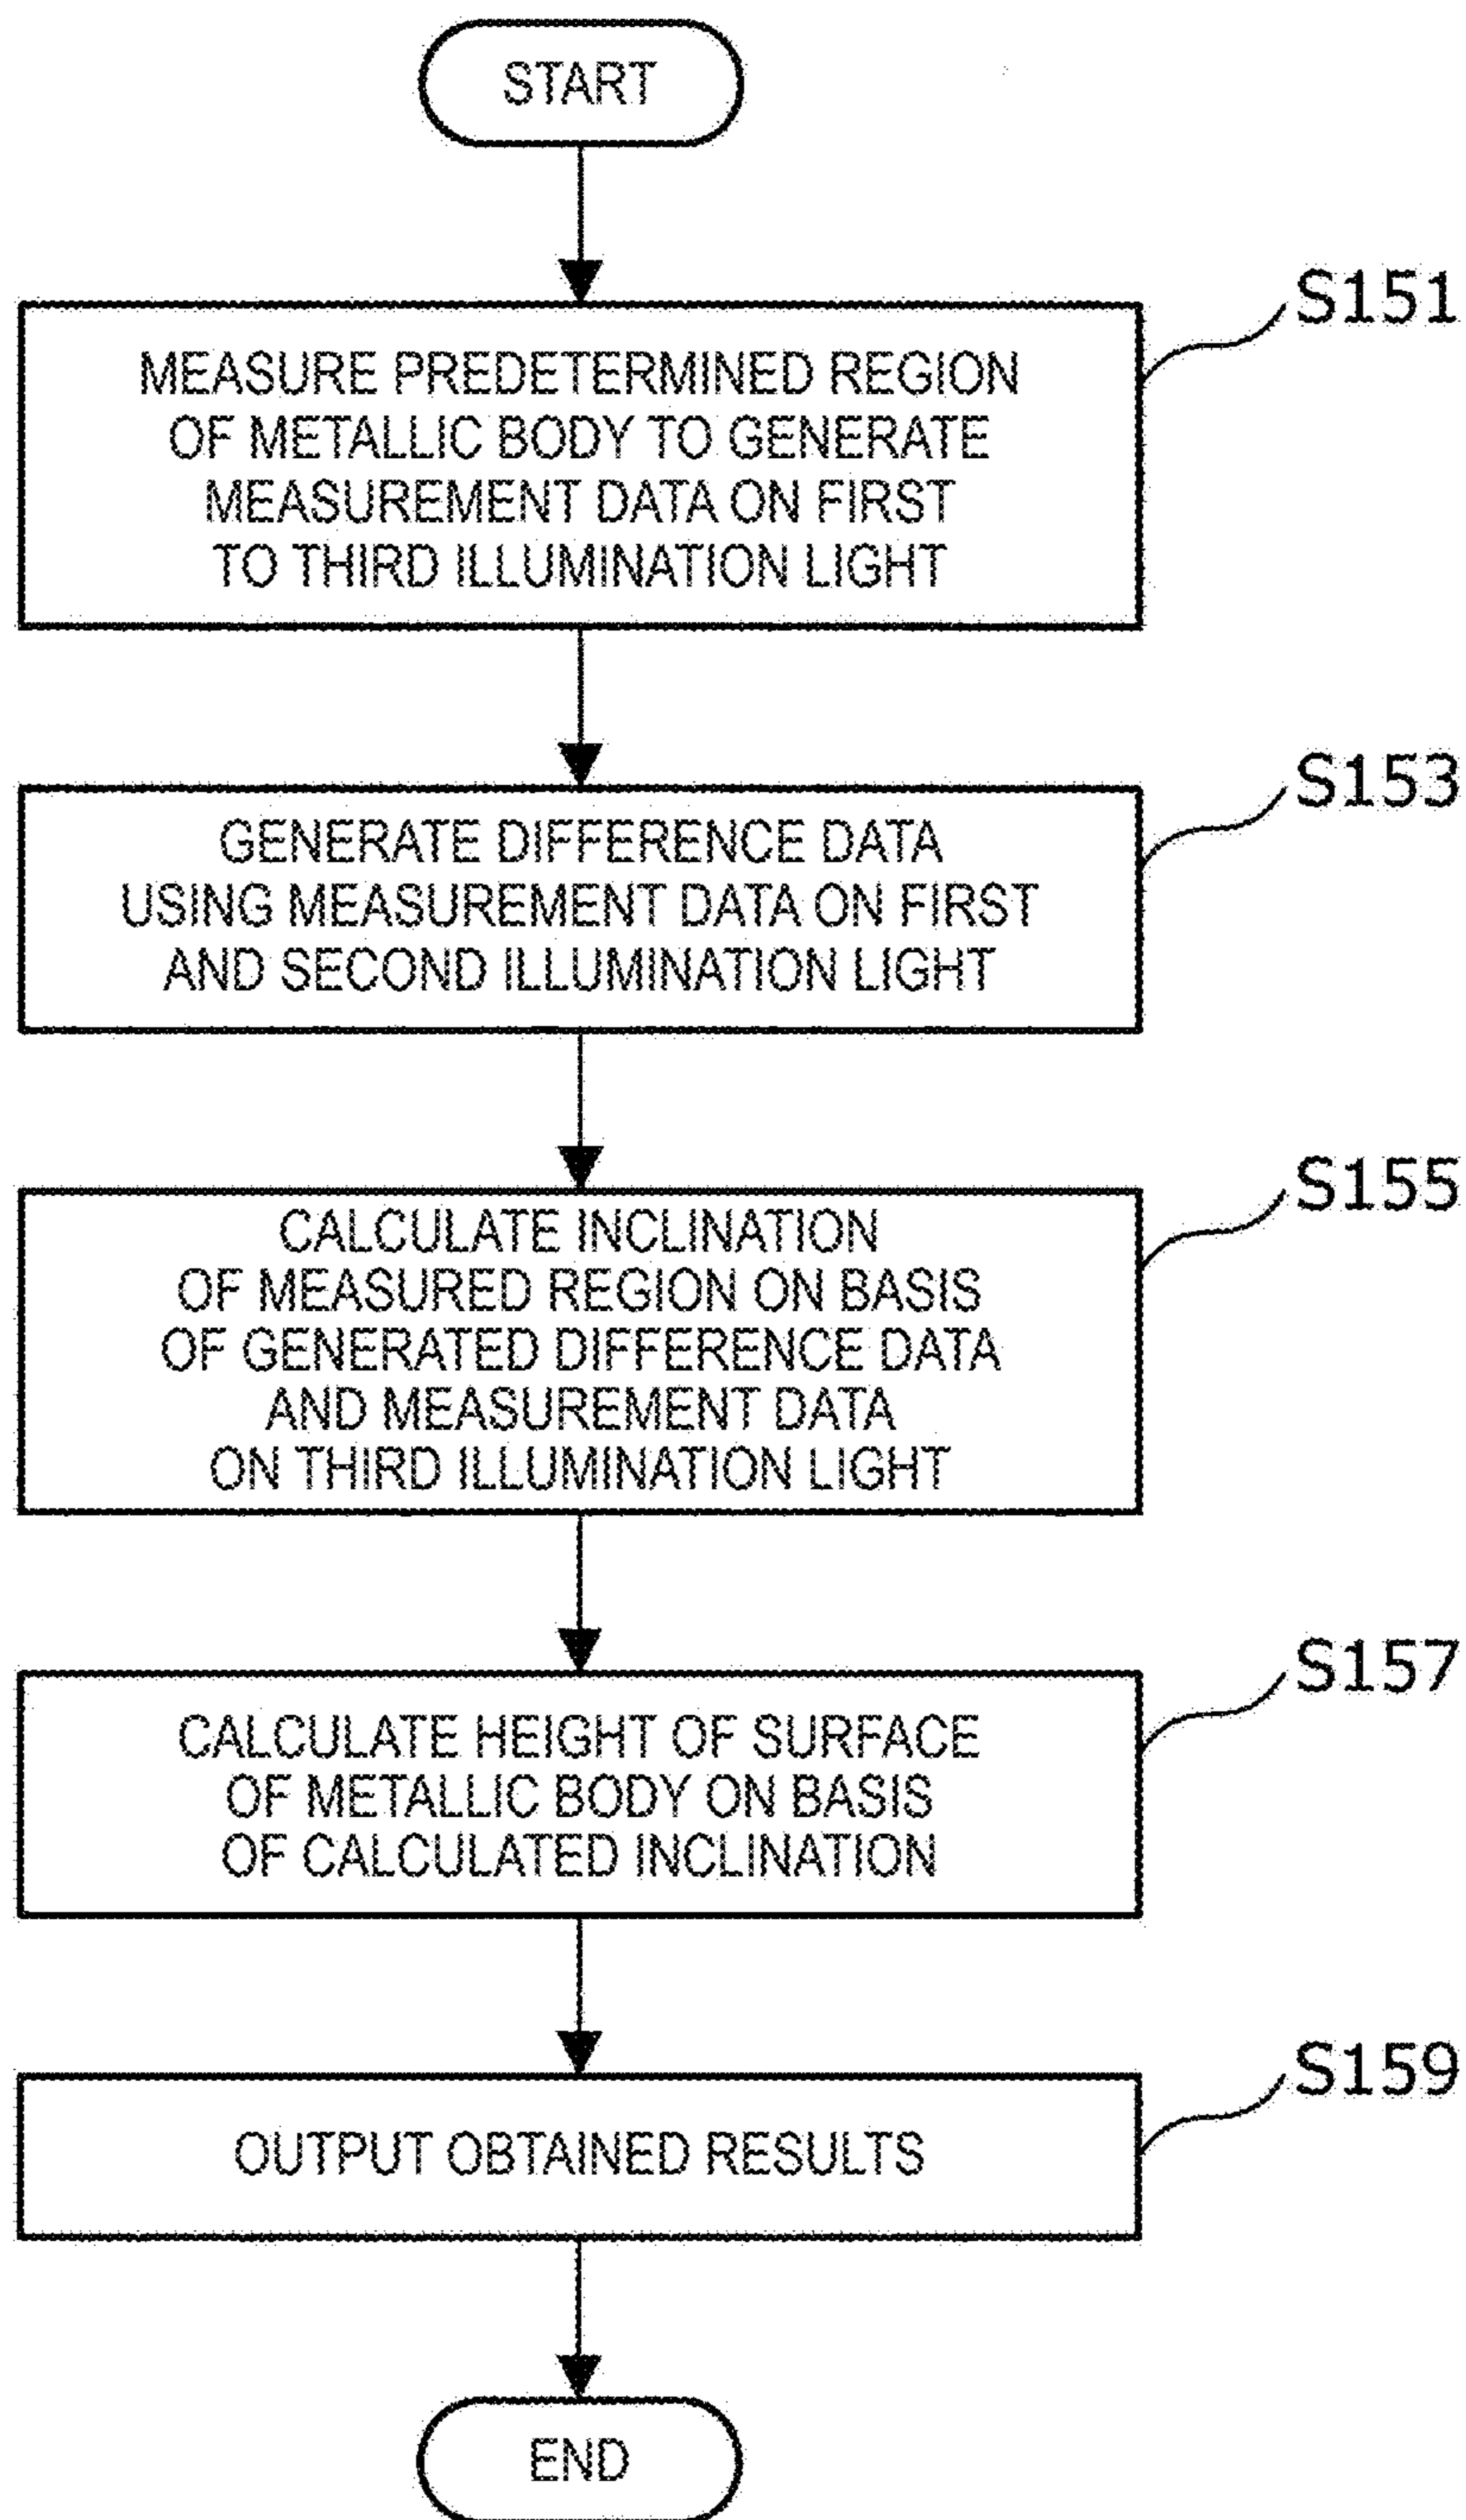 START
S151
MEASURE PREDETERMINED REGION
OF METALLIC BODY TO GENERATE
MEASUREMENT DATA ON FIRST
TO THIRD ILLUMINATION LIGHT
S153
GENERATE DIFFERENCE DATA
USING MEASUREMENT DATA ON FIRST
AND SECOND ILLUMINATION LIGHT
S155
CALCULATE INCLINATION
OF MEASURED REGION ON BASIS
OF GENERATED DIFFERENCE DATA
AND MEASUREMENT DATA
ON THIRD ILLUMINATION LIGHT
S157
CALCULATE HEIGHT OF SURFACE
OF METALLIC BODY ON BASIS
OF CALCULATED INCLINATION
S159
OUTPUT OBTAINED RESULTS
END